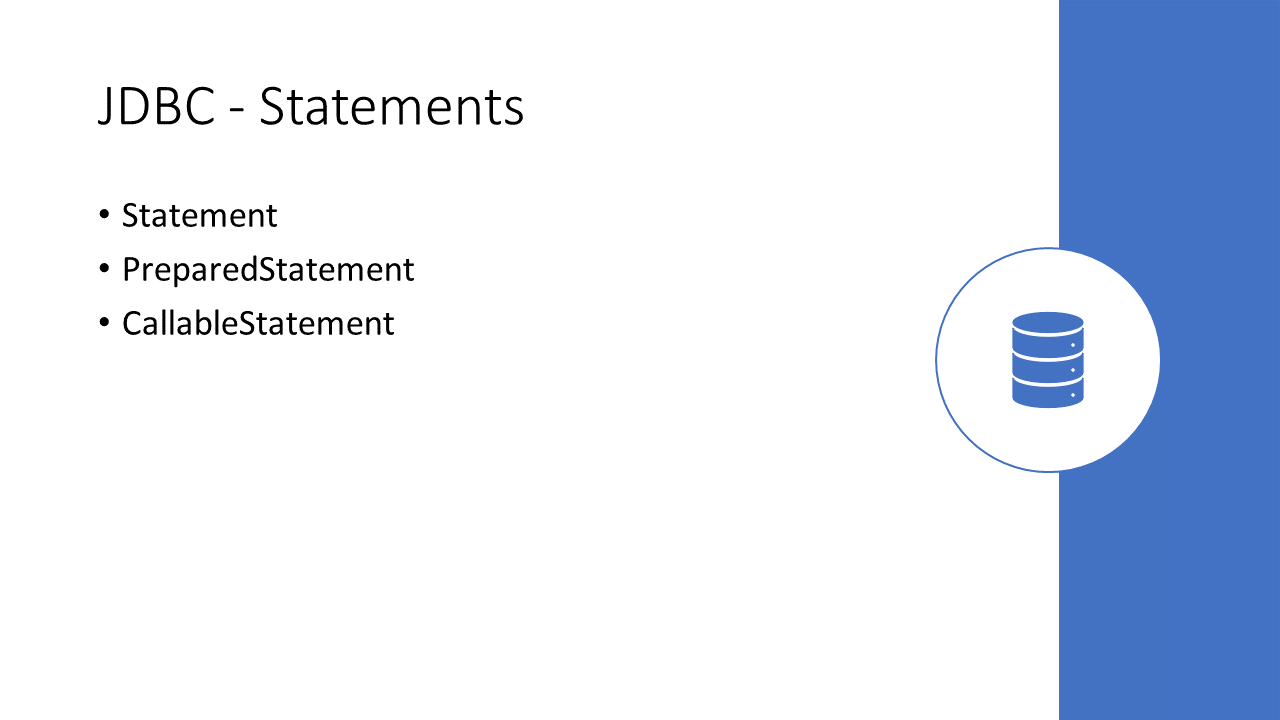 JDBC - Statements
• Statement
• PreparedStatement
• CallableStatement